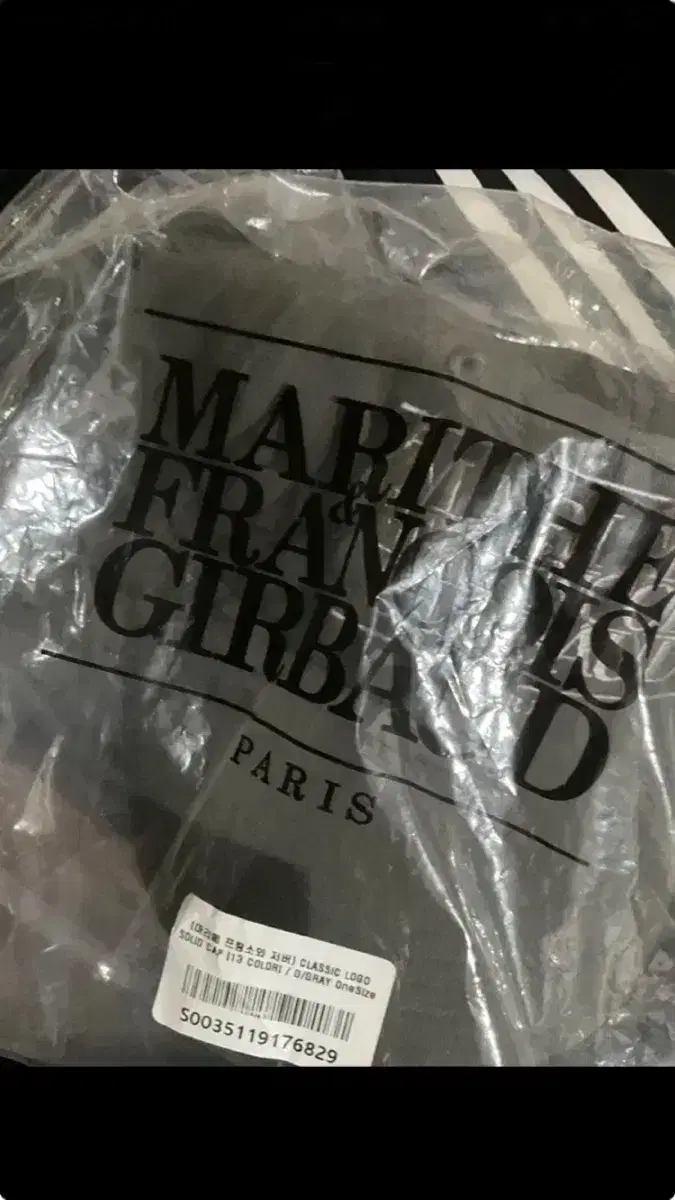 MARITHE
&
FRANÇOIS
GIRBAUD
PARIS
[마리떼 프랑소와 저버] CLASSIC LOGO
SOLID CAP [13 COLOR] / D/GRAY OneSize
S0035119176829